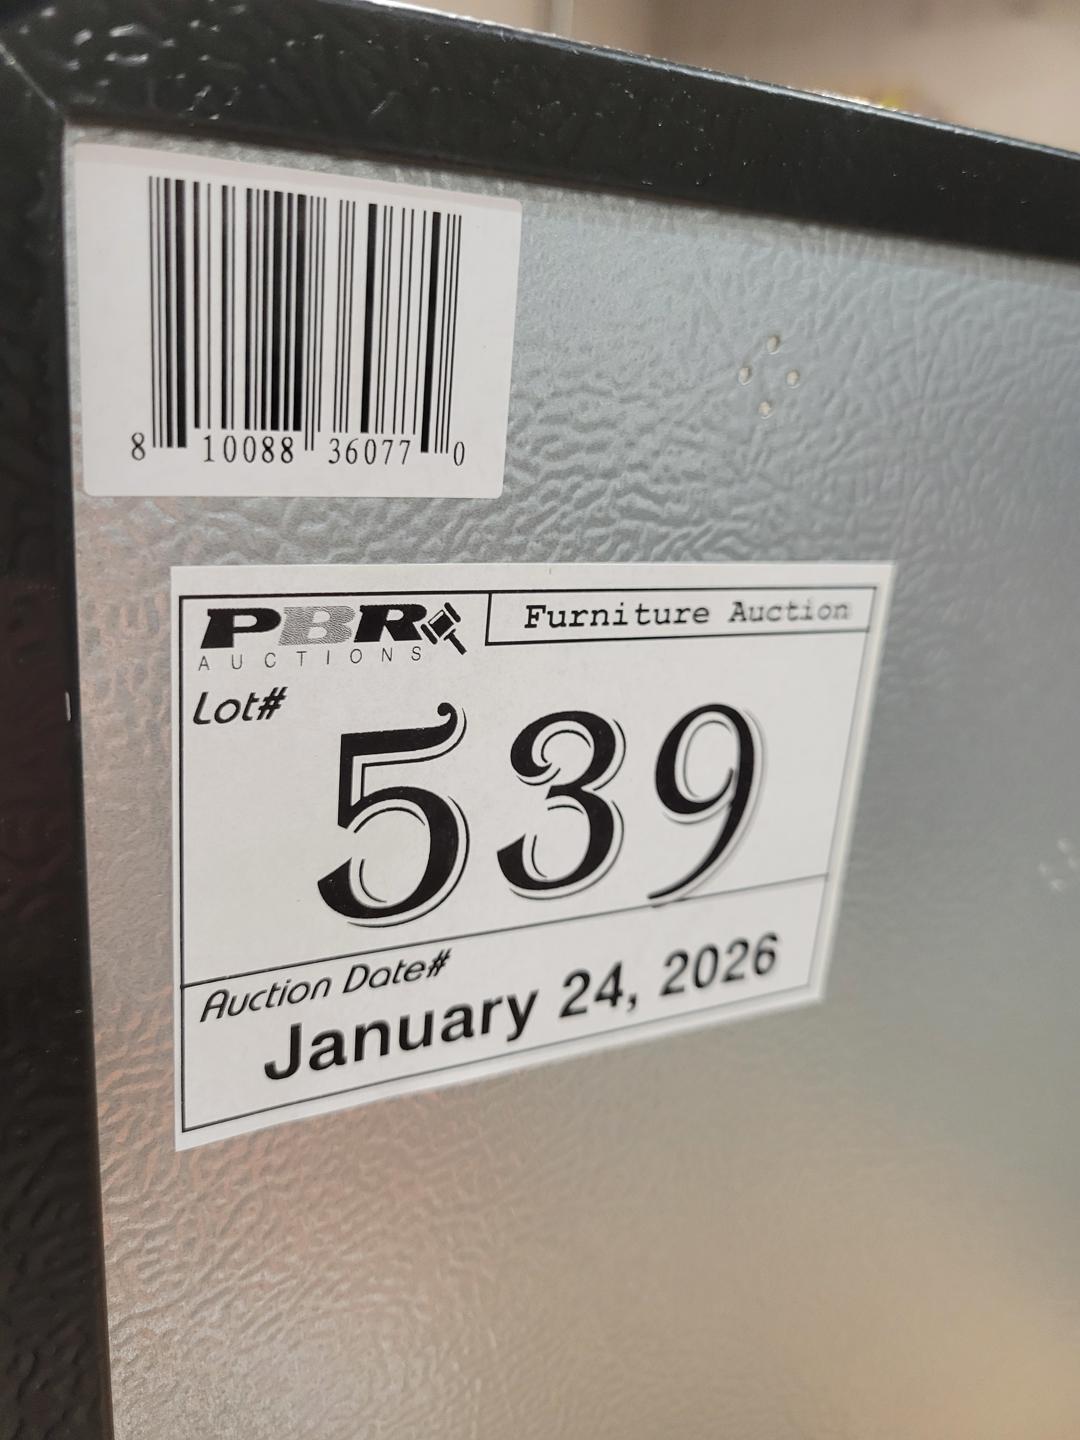 8 10088 36077 0
PBR
AUCTIONS
Furniture Auction
Lot#
539
Auction Date#
January 24, 2026